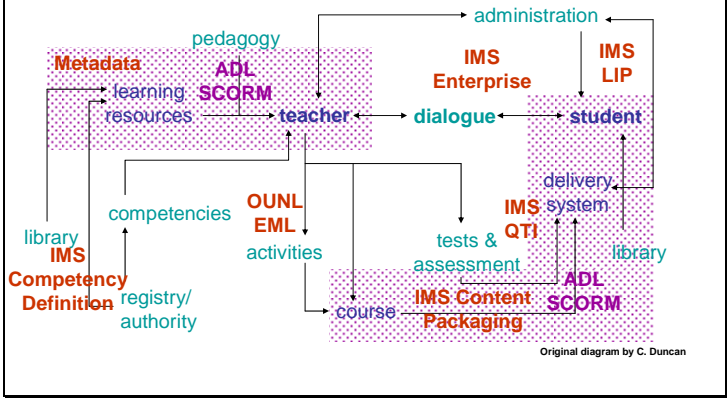 administration
pedagogy
IMS
Enterprise
IMS
LIP
Metadata
ADL
SCORM
learning
resources
teacher
dialogue
student
delivery
system
competencies
OUNL
EML
IMS
QTI
library
activities
tests &
assessment
library
IMS
Competency
Definition
registry/
authority
course
IMS Content
Packaging
ADL
SCORM
Original diagram by C. Duncan